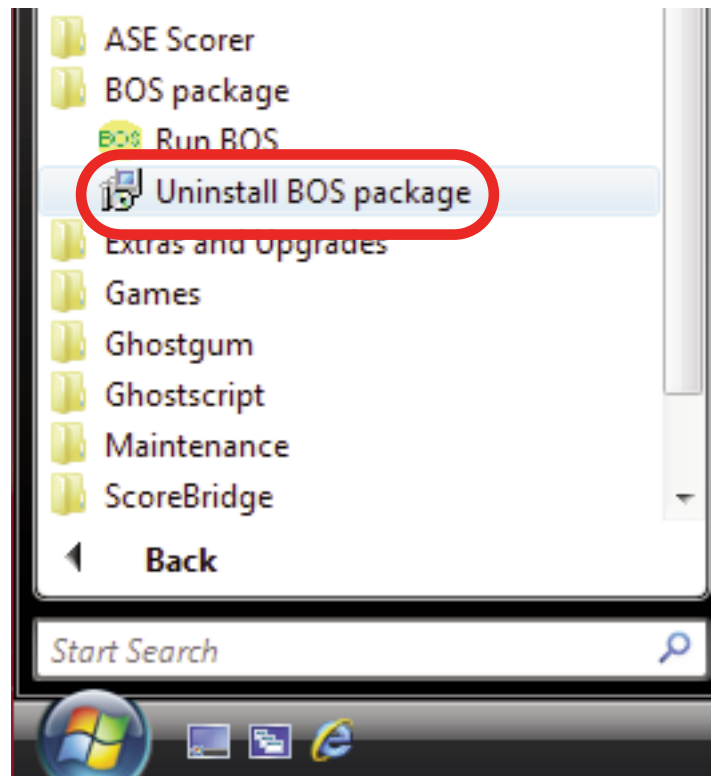 ASE Scorer
BOS package
BOS Run BOS
Uninstall BOS package
Extras and Upgrades
Games
Ghostgum
Ghostscript
Maintenance
ScoreBridge
Back
Start Search